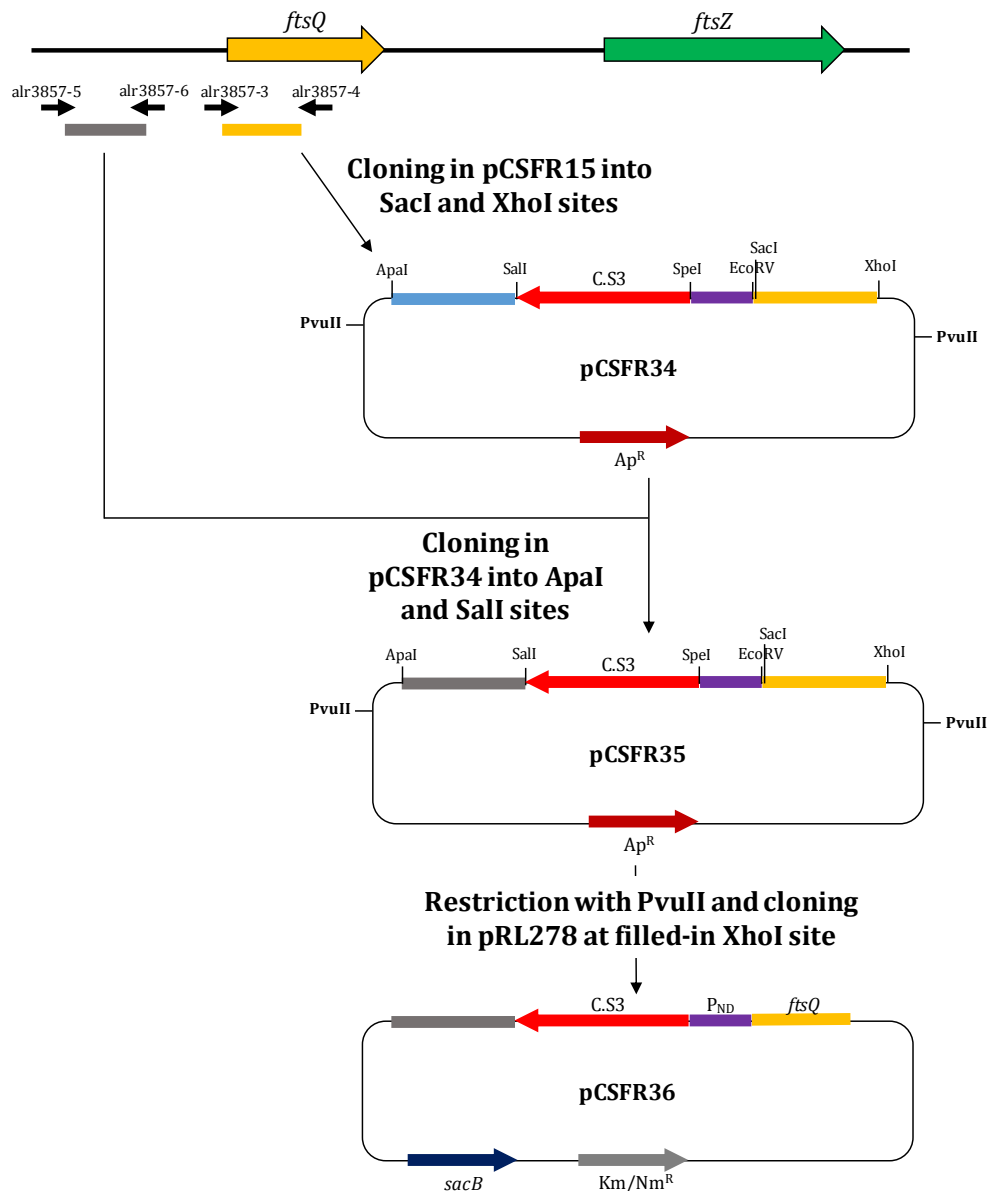 ftsQ
ftsZ
alr3857-5
alr3857-6
alr3857-3
alr3857-4
Cloning in pCSFR15 into
SacI and XhoI sites
ApaI
SalI
C.S3
SpeI
EcoRV
SacI
XhoI
PvuII
PvuII
pCSFR34
ApR
Cloning in
pCSFR34 into ApaI
and SalI sites
ApaI
SalI
C.S3
SpeI
EcoRV
SacI
XhoI
PvuII
PvuII
pCSFR35
ApR
Restriction with PvuII and cloning
in pRL278 at filled-in XhoI site
C.S3
PND
ftsQ
pCSFR36
sacB
Km/NmR